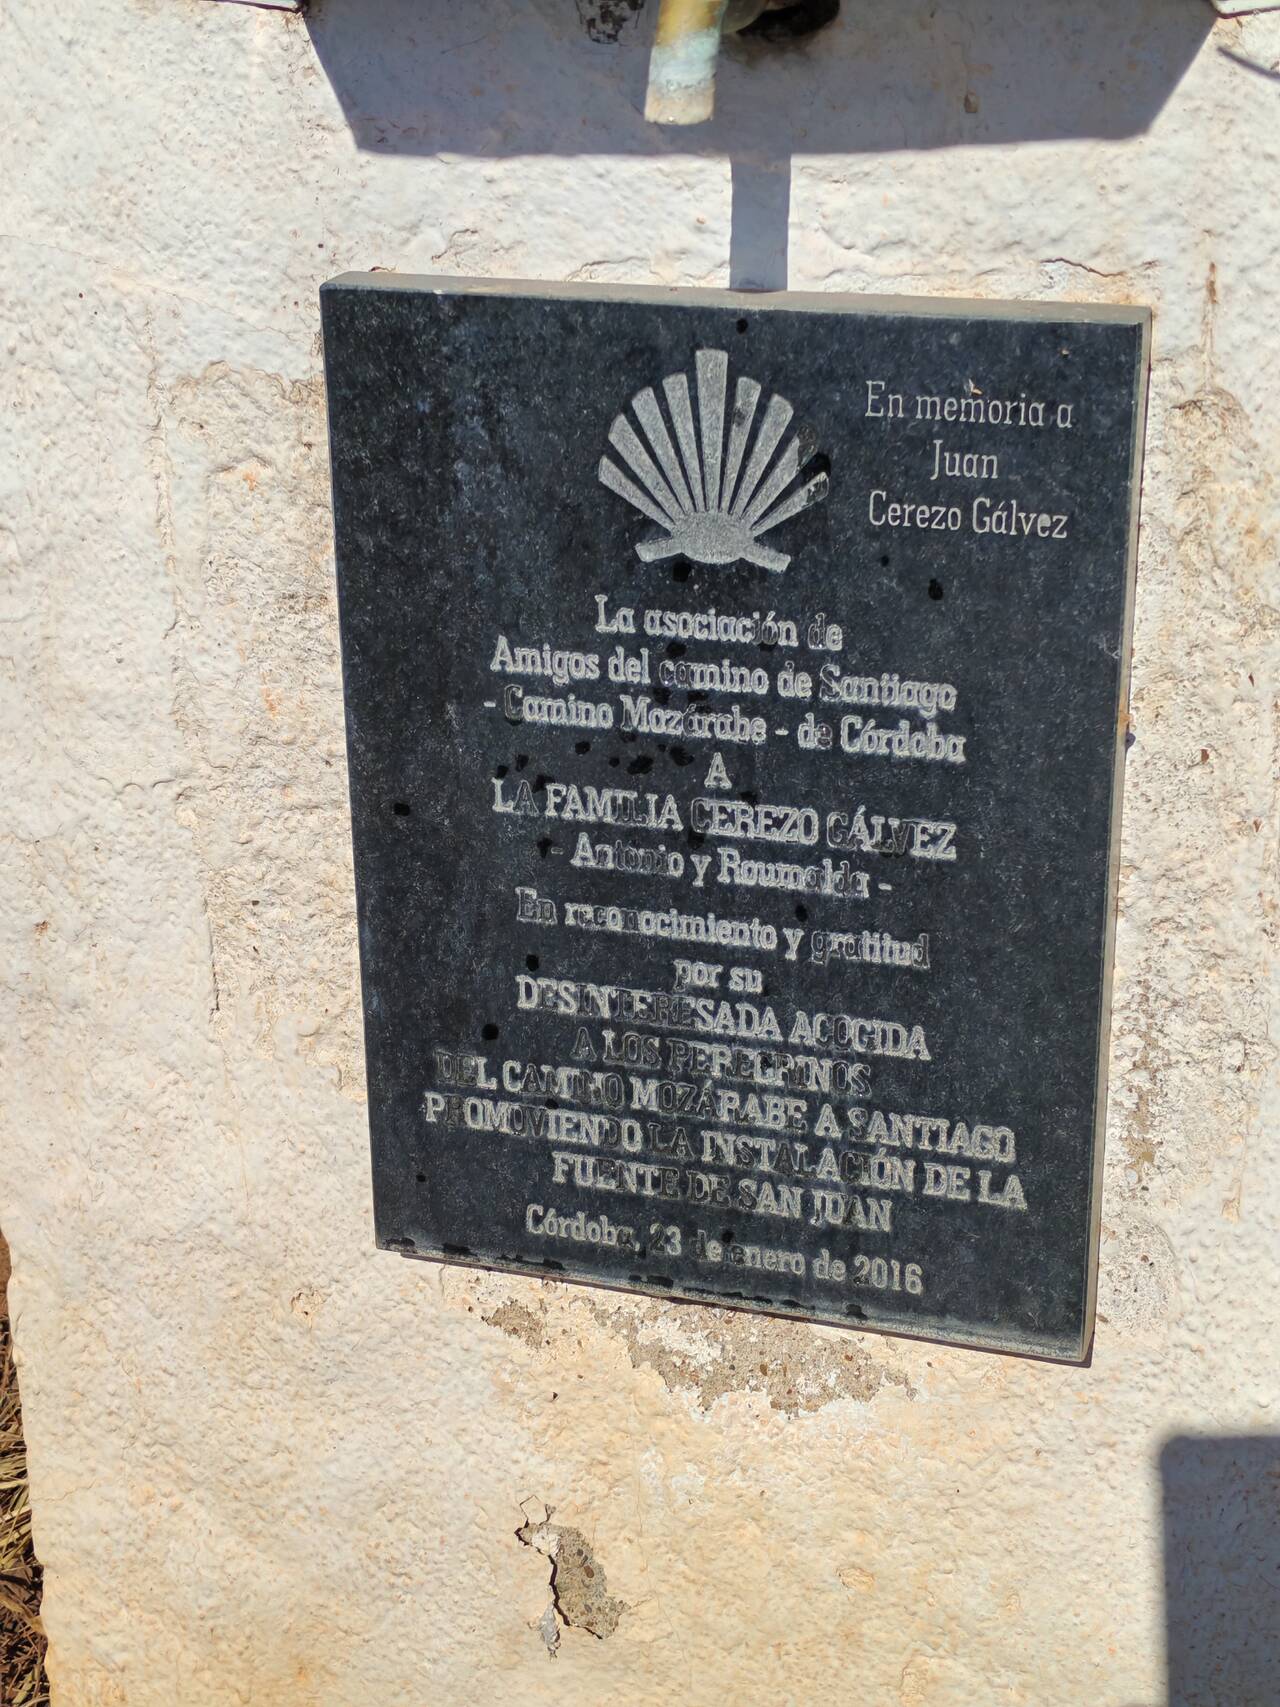 En memoria a
Juan
Cerezo Gálvez
La asociación de
Amigos del camino de Santiago
- Camino Mozárabe - de Córdoba
A
LA FAMILIA CEREZO GÁLVEZ
- Antonio y Roumalda -
En reconocimiento y gratitud
por su
DESINTERESADA ACOGIDA
A LOS PEREGRINOS
DEL CAMINO MOZÁRABE A SANTIAGO
PROMOVIENDO LA INSTALACIÓN DE LA
FUENTE DE SAN JUAN
Córdoba, 23 de enero de 2016